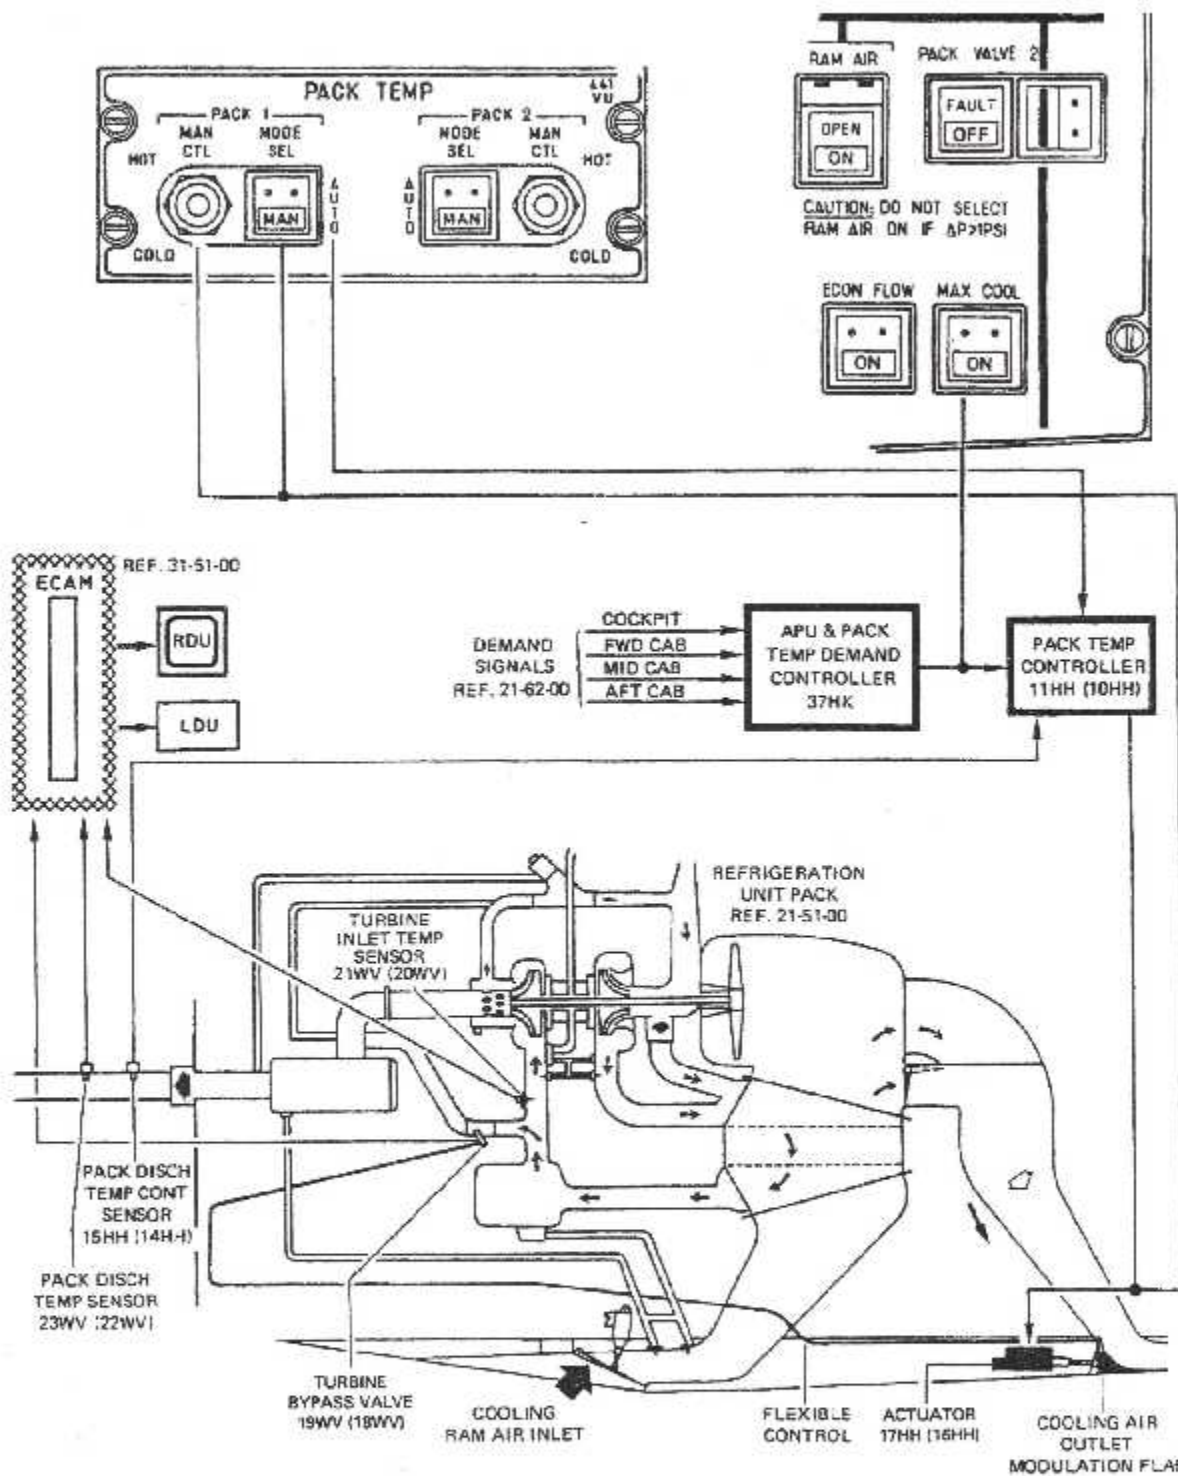 PACK TEMP
441
VU
PACK 1
MAN
CTL
MODE
SEL
HOT
COLD
MAN
AUTO
PACK 2
MODE
SEL
MAN
CTL
HOT
COLD
MAN
AUTO
RAM AIR
OPEN
ON
PACK VALVE 2
FAULT
OFF
CAUTION: DO NOT SELECT
RAM AIR ON IF ΔP>1PSI
ECON FLOW
ON
MAX COOL
ON
ECAM
REF. 31-51-00
RDU
LDU
DEMAND
SIGNALS
REF. 21-62-00
COCKPIT
FWD CAB
MID CAB
AFT CAB
APU & PACK
TEMP DEMAND
CONTROLLER
37HK
PACK TEMP
CONTROLLER
11HH (10HH)
REFRIGERATION
UNIT PACK
REF. 21-51-00
TURBINE
INLET TEMP
SENSOR
21WV (20WV)
PACK DISCH
TEMP CONT
SENSOR
15HH (14HH)
PACK DISCH
TEMP SENSOR
23WV (22WV)
TURBINE
BYPASS VALVE
19WV (18WV)
COOLING
RAM AIR INLET
FLEXIBLE
CONTROL
ACTUATOR
17HH (16HH)
COOLING AIR
OUTLET
MODULATION FLAP